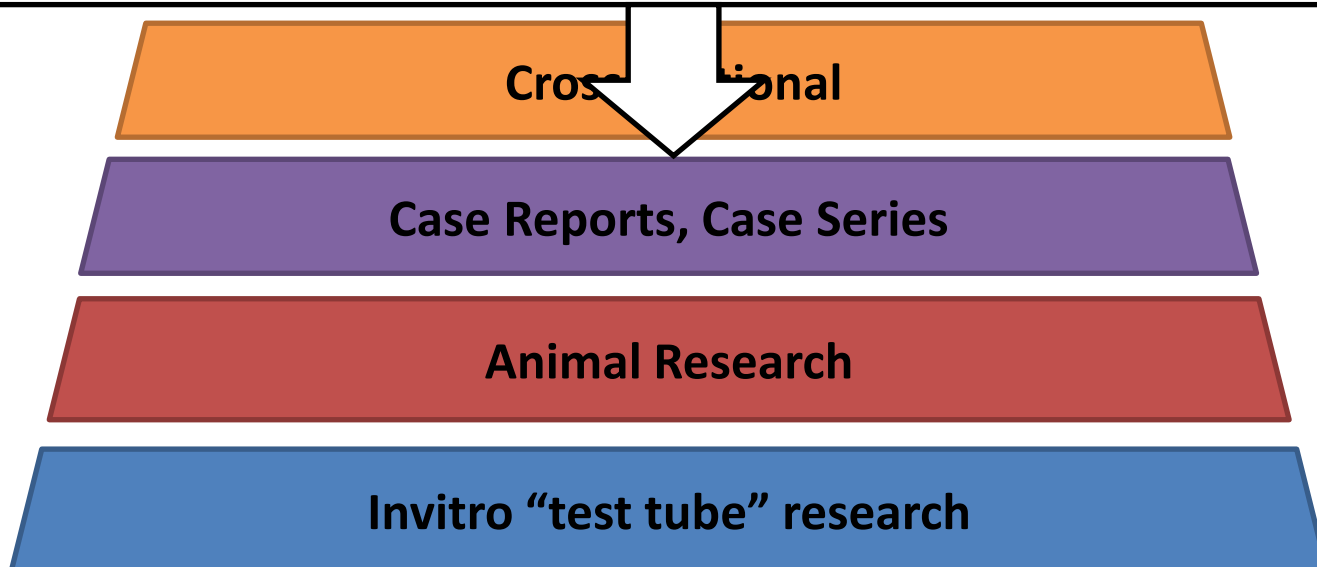 Case Reports, Case Series
Animal Research
Invitro “test tube” research